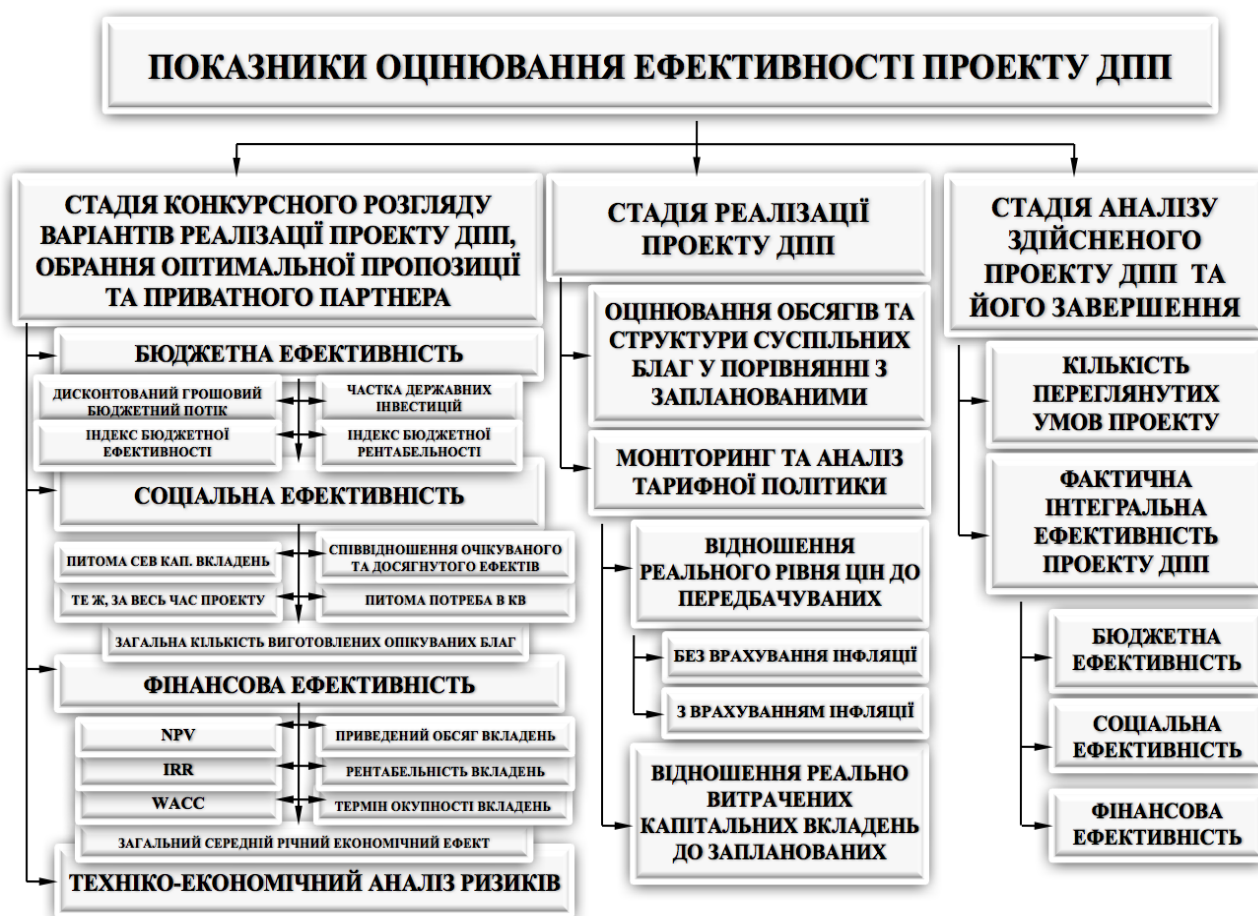 ПОКАЗНИКИ ОЦІНЮВАННЯ ЕФЕКТИВНОСТІ ПРОЕКТУ ДПП
СТАДІЯ КОНКУРСНОГО РОЗГЛЯДУ
ВАРІАНТІВ РЕАЛІЗАЦІЇ ПРОЕКТУ ДПП,
ОБРАННЯ ОПТИМАЛЬНОЇ ПРОПОЗИЦІЇ
ТА ПРИВАТНОГО ПАРТНЕРА
БЮДЖЕТНА ЕФЕКТИВНІСТЬ
ДИСКОНТОВАНИЙ ГРОШОВИЙ
БЮДЖЕТНИЙ ПОТІК
ЧАСТКА ДЕРЖАВНИХ
ІНВЕСТИЦІЙ
ІНДЕКС БЮДЖЕТНОЇ
ЕФЕКТИВНОСТІ
ІНДЕКС БЮДЖЕТНОЇ
РЕНТАБЕЛЬНОСТІ
СОЦІАЛЬНА ЕФЕКТИВНІСТЬ
ПИТОМА СЕВ КАП. ВКЛАДЕНЬ
СПІВВІДНОШЕННЯ ОЧІКУВАНОГО
ТА ДОСЯГНУТОГО ЕФЕКТІВ
ТЕ Ж, ЗА ВЕСЬ ЧАС ПРОЕКТУ
ПИТОМА ПОТРЕБА В КВ
ЗАГАЛЬНА КІЛЬКІСТЬ ВИГОТОВЛЕНИХ ОПІКУВАНИХ БЛАГ
ФІНАНСОВА ЕФЕКТИВНІСТЬ
NPV
ПРИВЕДЕНИЙ ОБСЯГ ВКЛАДЕНЬ
IRR
РЕНТАБЕЛЬНІСТЬ ВКЛАДЕНЬ
WACC
ТЕРМІН ОКУПНОСТІ ВКЛАДЕНЬ
ЗАГАЛЬНИЙ СЕРЕДНІЙ РІЧНИЙ ЕКОНОМІЧНИЙ ЕФЕКТ
ТЕХНІКО-ЕКОНОМІЧНИЙ АНАЛІЗ РИЗИКІВ
СТАДІЯ РЕАЛІЗАЦІЇ
ПРОЕКТУ ДПП
ОЦІНЮВАННЯ ОБСЯГІВ ТА
СТРУКТУРИ СУСПІЛЬНИХ
БЛАГ У ПОРІВНЯННІ З
ЗАПЛАНОВАНИМИ
МОНІТОРИНГ ТА АНАЛІЗ
ТАРИФНОЇ ПОЛІТИКИ
ВІДНОШЕННЯ
РЕАЛЬНОГО РІВНЯ ЦІН ДО
ПЕРЕДБАЧУВАНИХ
БЕЗ ВРАХУВАННЯ ІНФЛЯЦІЇ
З ВРАХУВАННЯМ ІНФЛЯЦІЇ
ВІДНОШЕННЯ РЕАЛЬНО
ВИТРАЧЕНИХ
КАПІТАЛЬНИХ ВКЛАДЕНЬ
ДО ЗАПЛАНОВАНИХ
СТАДІЯ АНАЛІЗУ
ЗДІЙСНЕНОГО
ПРОЕКТУ ДПП ТА
ЙОГО ЗАВЕРШЕННЯ
КІЛЬКІСТЬ
ПЕРЕГЛЯНУТИХ
УМОВ ПРОЕКТУ
ФАКТИЧНА
ІНТЕГРАЛЬНА
ЕФЕКТИВНІСТЬ
ПРОЕКТУ ДПП
БЮДЖЕТНА
ЕФЕКТИВНІСТЬ
СОЦІАЛЬНА
ЕФЕКТИВНІСТЬ
ФІНАНСОВА
ЕФЕКТИВНІСТЬ